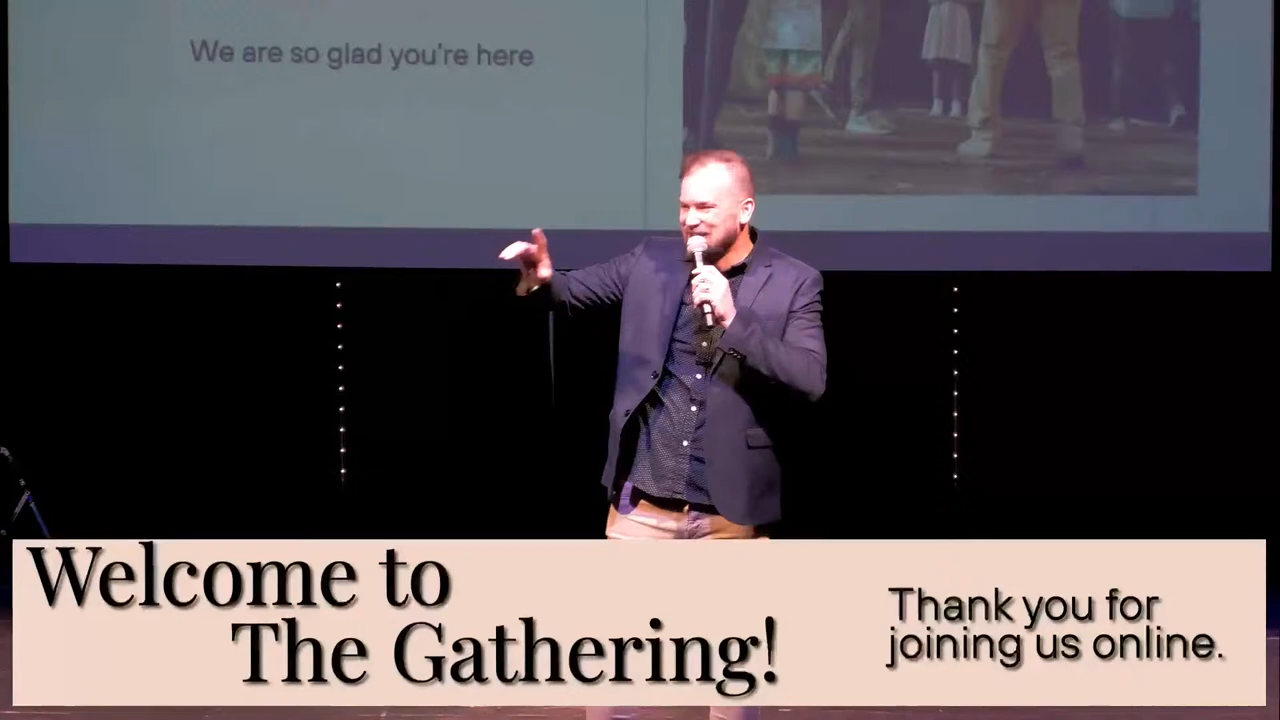 We are so glad you're here
Welcome to
The Gathering!
Thank you for
joining us online.